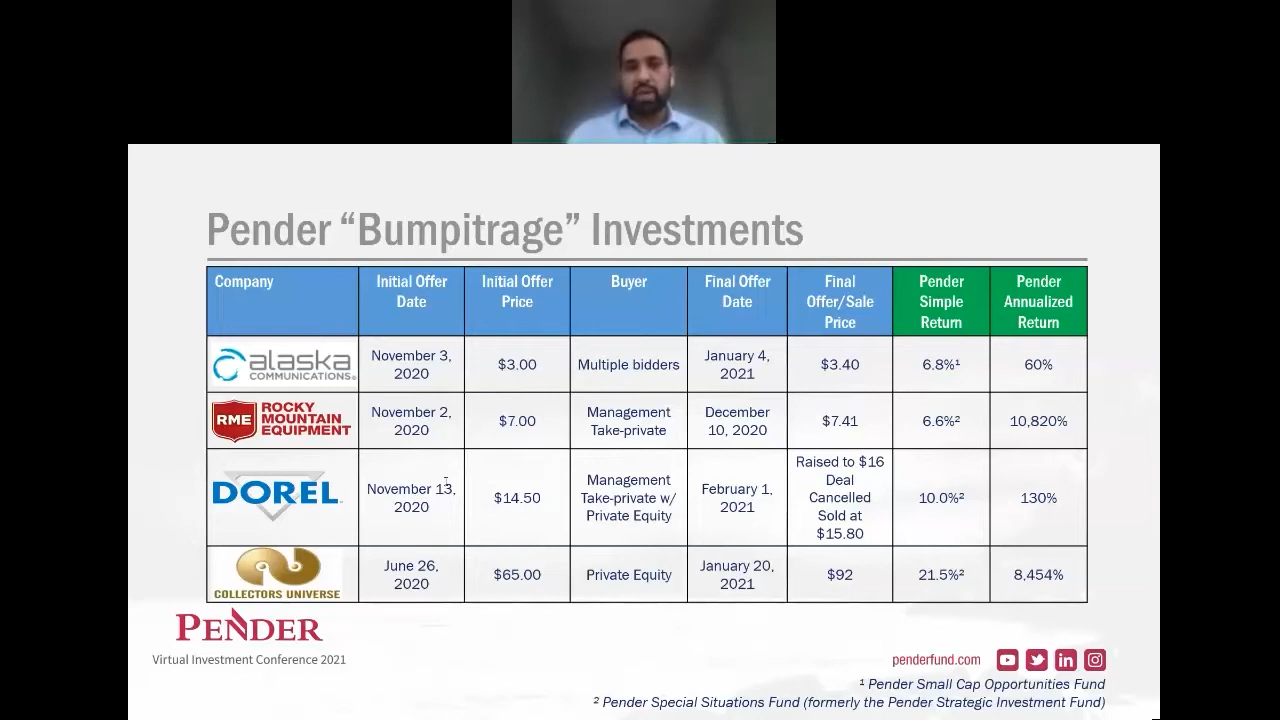 Pender “Bumpitrage” Investments
Company
Initial Offer
Date
Initial Offer
Price
Buyer
Final Offer
Date
Final
Offer/Sale
Price
Pender
Simple
Return
Pender
Annualized
Return
alaska
COMMUNICATIONS®
November 3,
2020
$3.00
Multiple bidders
January 4,
2021
$3.40
6.8%¹
60%
RME
ROCKY
MOUNTAIN
EQUIPMENT
November 2,
2020
$7.00
Management
Take-private
December
10, 2020
$7.41
6.6%²
10,820%
DOREL
November 13,
2020
$14.50
Management
Take-private w/
Private Equity
February 1,
2021
Raised to $16
Deal
Cancelled
Sold at
$15.80
10.0%²
130%
COLLECTORS UNIVERSE
June 26,
2020
$65.00
Private Equity
January 20,
2021
$92
21.5%²
8,454%
PENDER
Virtual Investment Conference 2021
penderfund.com
¹ Pender Small Cap Opportunities Fund
² Pender Special Situations Fund (formerly the Pender Strategic Investment Fund)